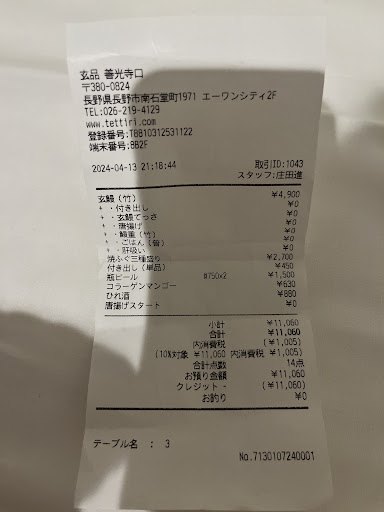 玄品 善光寺口
〒380-0824
長野県長野市南石堂町1971 エーワンシティ2F
TEL:026-219-4129
www.tettiri.com
登録番号:T8810312531122
端末番号:8B2F
2024-04-13 21:18:44 取引ID:1043
スタッフ:庄田進
玄鰻(竹) ¥4,900
・付き出し ¥0
・玄鰻てっさ ¥0
・唐揚げ ¥0
・鰻重(竹) ¥0
・ごはん(普) ¥0
・肝吸い ¥0
焼ふぐ三種盛り ¥2,700
付き出し(単品) ¥450
瓶ビール @750x2 ¥1,500
コラーゲンマンゴー ¥630
ひれ酒 ¥880
唐揚げスタート ¥0
小計 ¥11,060
合計 ¥11,060
内消費税 (¥1,005)
(10%対象 ¥11,060 内消費税 ¥1,005)
合計点数 14点
お預り金額 ¥11,060
クレジット - (¥11,060)
お釣り ¥0
テーブル名 : 3
No.7130107240001